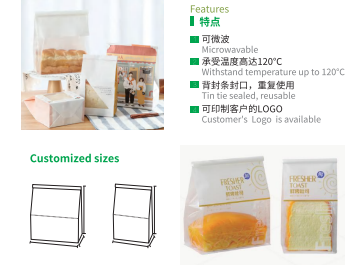 Features
特点
可微波
Microwavable
承受温度高达120°C
Withstand temperature up to 120°C
背封条封口，重复使用
Tin tie sealed, reusable
可印制客户的LOGO
Customer's Logo is available
Customized sizes
FRESHER
TOAST
FRESHER
TOAST